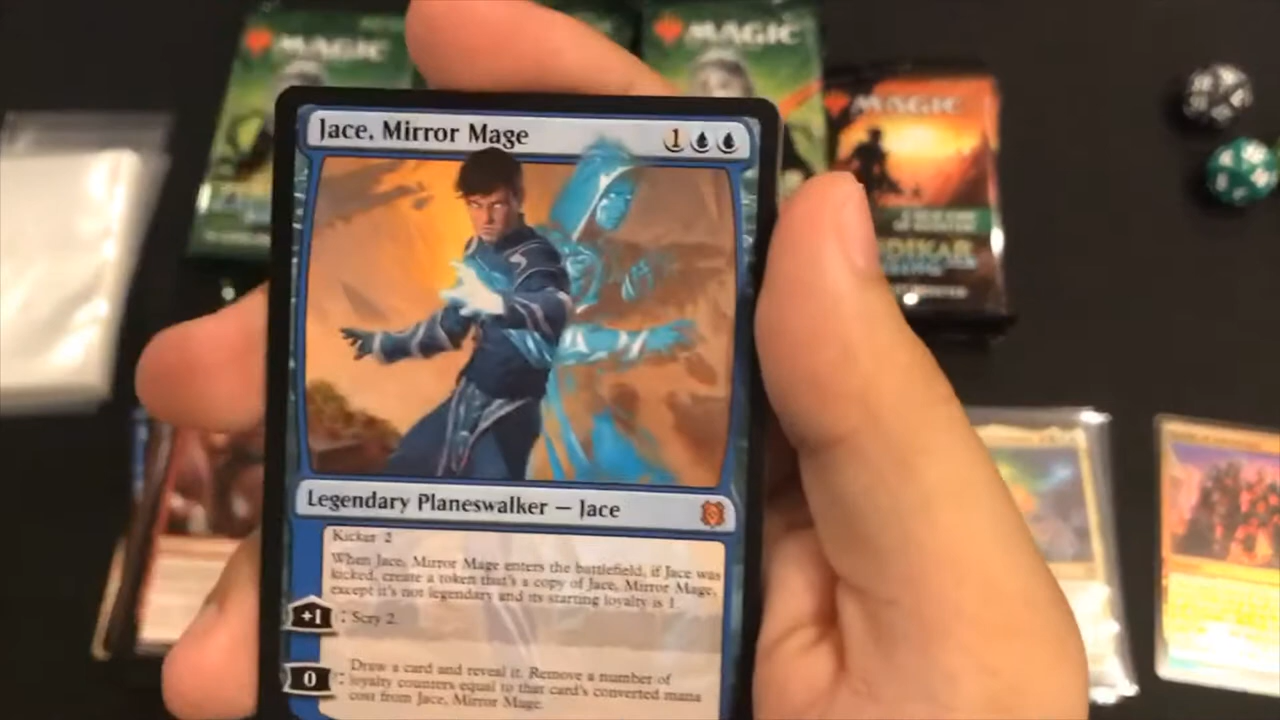 MAGIC
MAGIC
MAGIC
Jace, Mirror Mage
1
Legendary Planeswalker — Jace
Kicker 2
When Jace, Mirror Mage enters the battlefield, if Jace was
kicked, create a token that's a copy of Jace, Mirror Mage,
except it's not legendary and its starting loyalty is 1.
+1 : Scry 2.
Draw a card and reveal it. Remove a number of
0 : loyalty counters equal to that card's converted mana
cost from Jace, Mirror Mage.